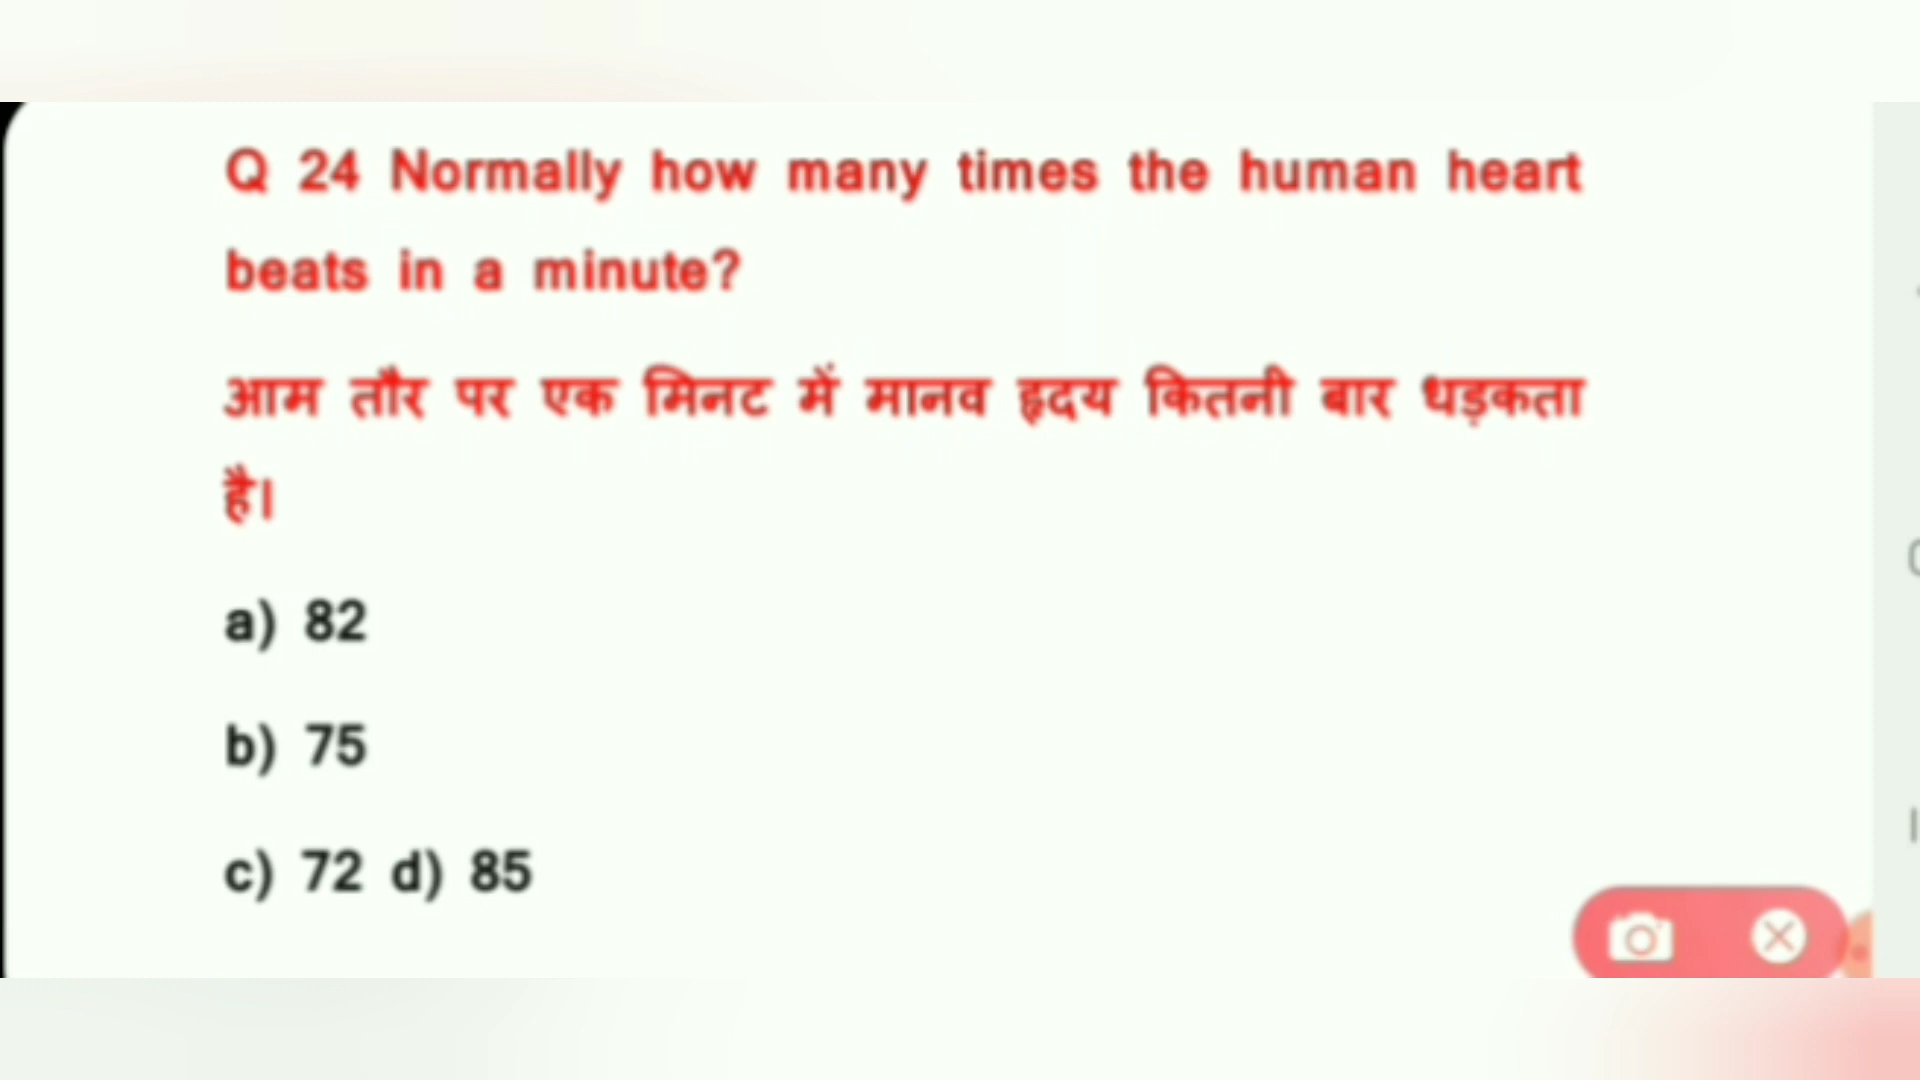 Q 24 Normally how many times the human heart
beats in a minute?
आम तौर पर एक मिनट में मानव हृदय कितनी बार धड़कता
है।
a) 82
b) 75
c) 72 d) 85